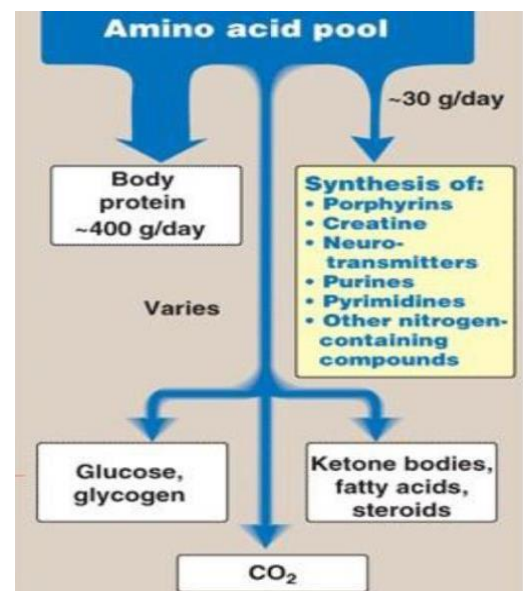 Amino acid pool
~30 g/day
Body
protein
~400 g/day
Synthesis of:
• Porphyrins
• Creatine
• Neuro-
transmitters
• Purines
• Pyrimidines
• Other nitrogen-
containing
compounds
Varies
Glucose,
glycogen
Ketone bodies,
fatty acids,
steroids
CO₂